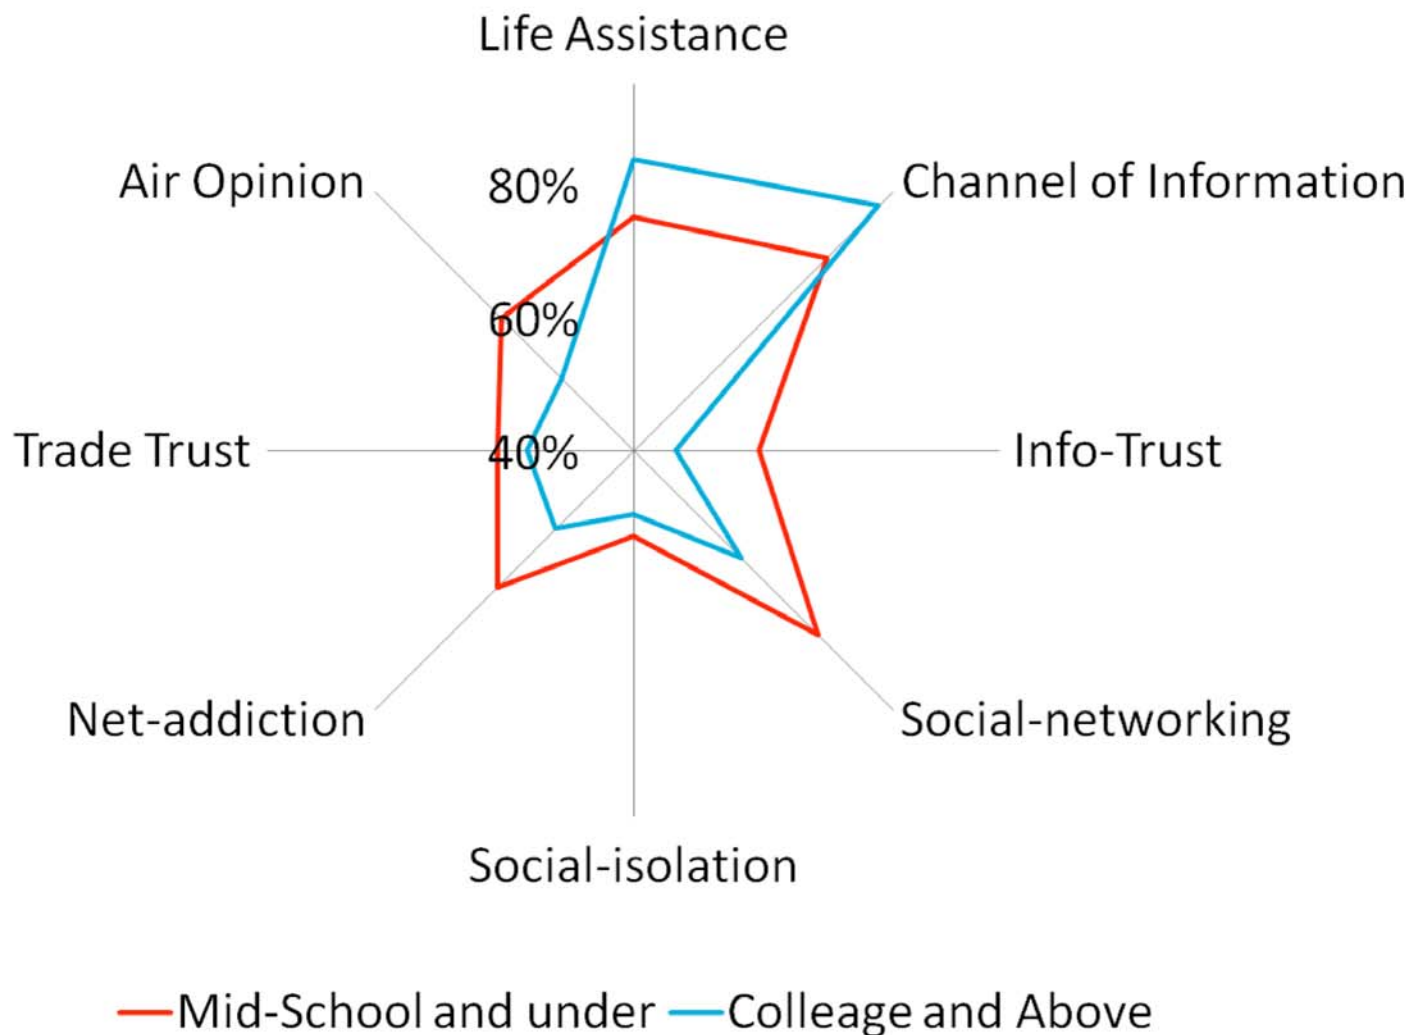 Life Assistance
Air Opinion
80%
Channel of Information
60%
Trade Trust
40%
Info-Trust
Net-addiction
Social-networking
Social-isolation
Mid-School and under
Colleage and Above